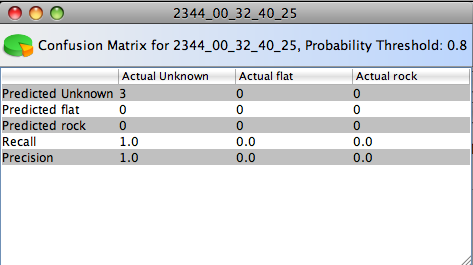 2344_00_32_40_25
Confusion Matrix for 2344_00_32_40_25, Probability Threshold: 0.8
Actual Unknown Actual flat Actual rock
Predicted Unknown 3 0 0
Predicted flat 0 0 0
Predicted rock 0 0 0
Recall 1.0 0.0 0.0
Precision 1.0 0.0 0.0